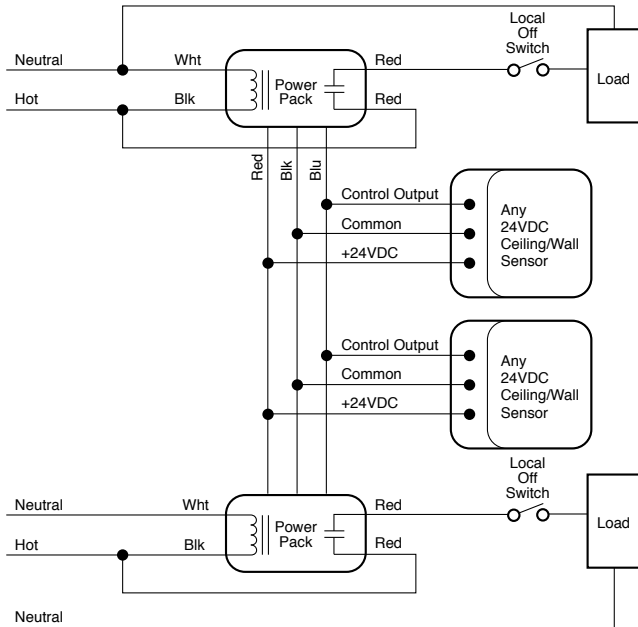 Local
Off
Switch
Neutral
Wht
Red
Power
Pack
Load
Hot
Blk
Red
Red
Blk
Blu
Control Output
Common
+24VDC
Any
24VDC
Ceiling/Wall
Sensor
Control Output
Common
+24VDC
Any
24VDC
Ceiling/Wall
Sensor
Local
Off
Switch
Neutral
Wht
Red
Power
Pack
Load
Hot
Blk
Red
Neutral